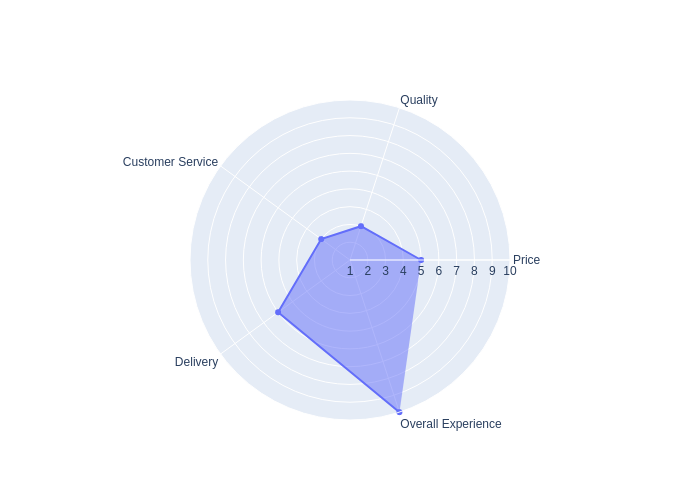 Quality
Customer Service
Price
1 2 3 4 5 6 7 8 9 10
Delivery
Overall Experience